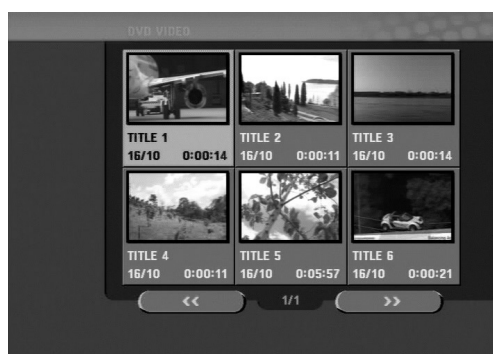 DVD VIDEO
TITLE 1
16/10 0:00:14
TITLE 2
16/10 0:00:11
TITLE 3
16/10 0:00:14
TITLE 4
16/10 0:00:11
TITLE 5
16/10 0:05:57
TITLE 6
16/10 0:00:21
<< 1/1 >>